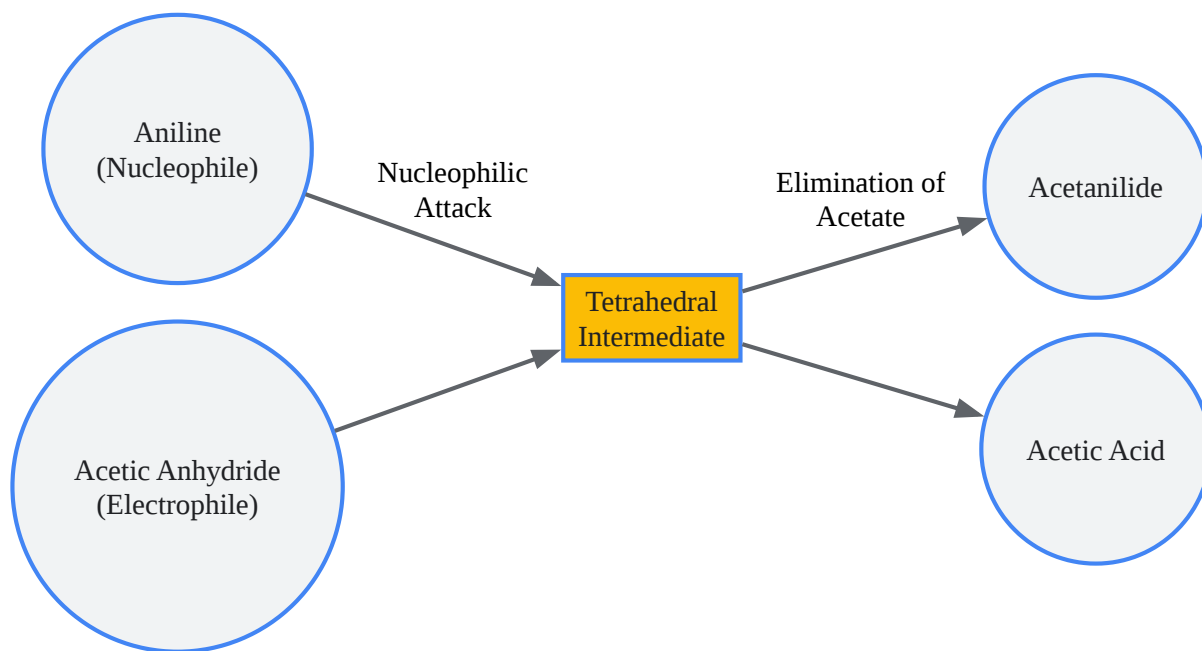 Aniline
(Nucleophile)
Nucleophilic
Attack
Elimination of
Acetate
Acetanilide
Tetrahedral
Intermediate
Acetic Anhydride
(Electrophile)
Acetic Acid